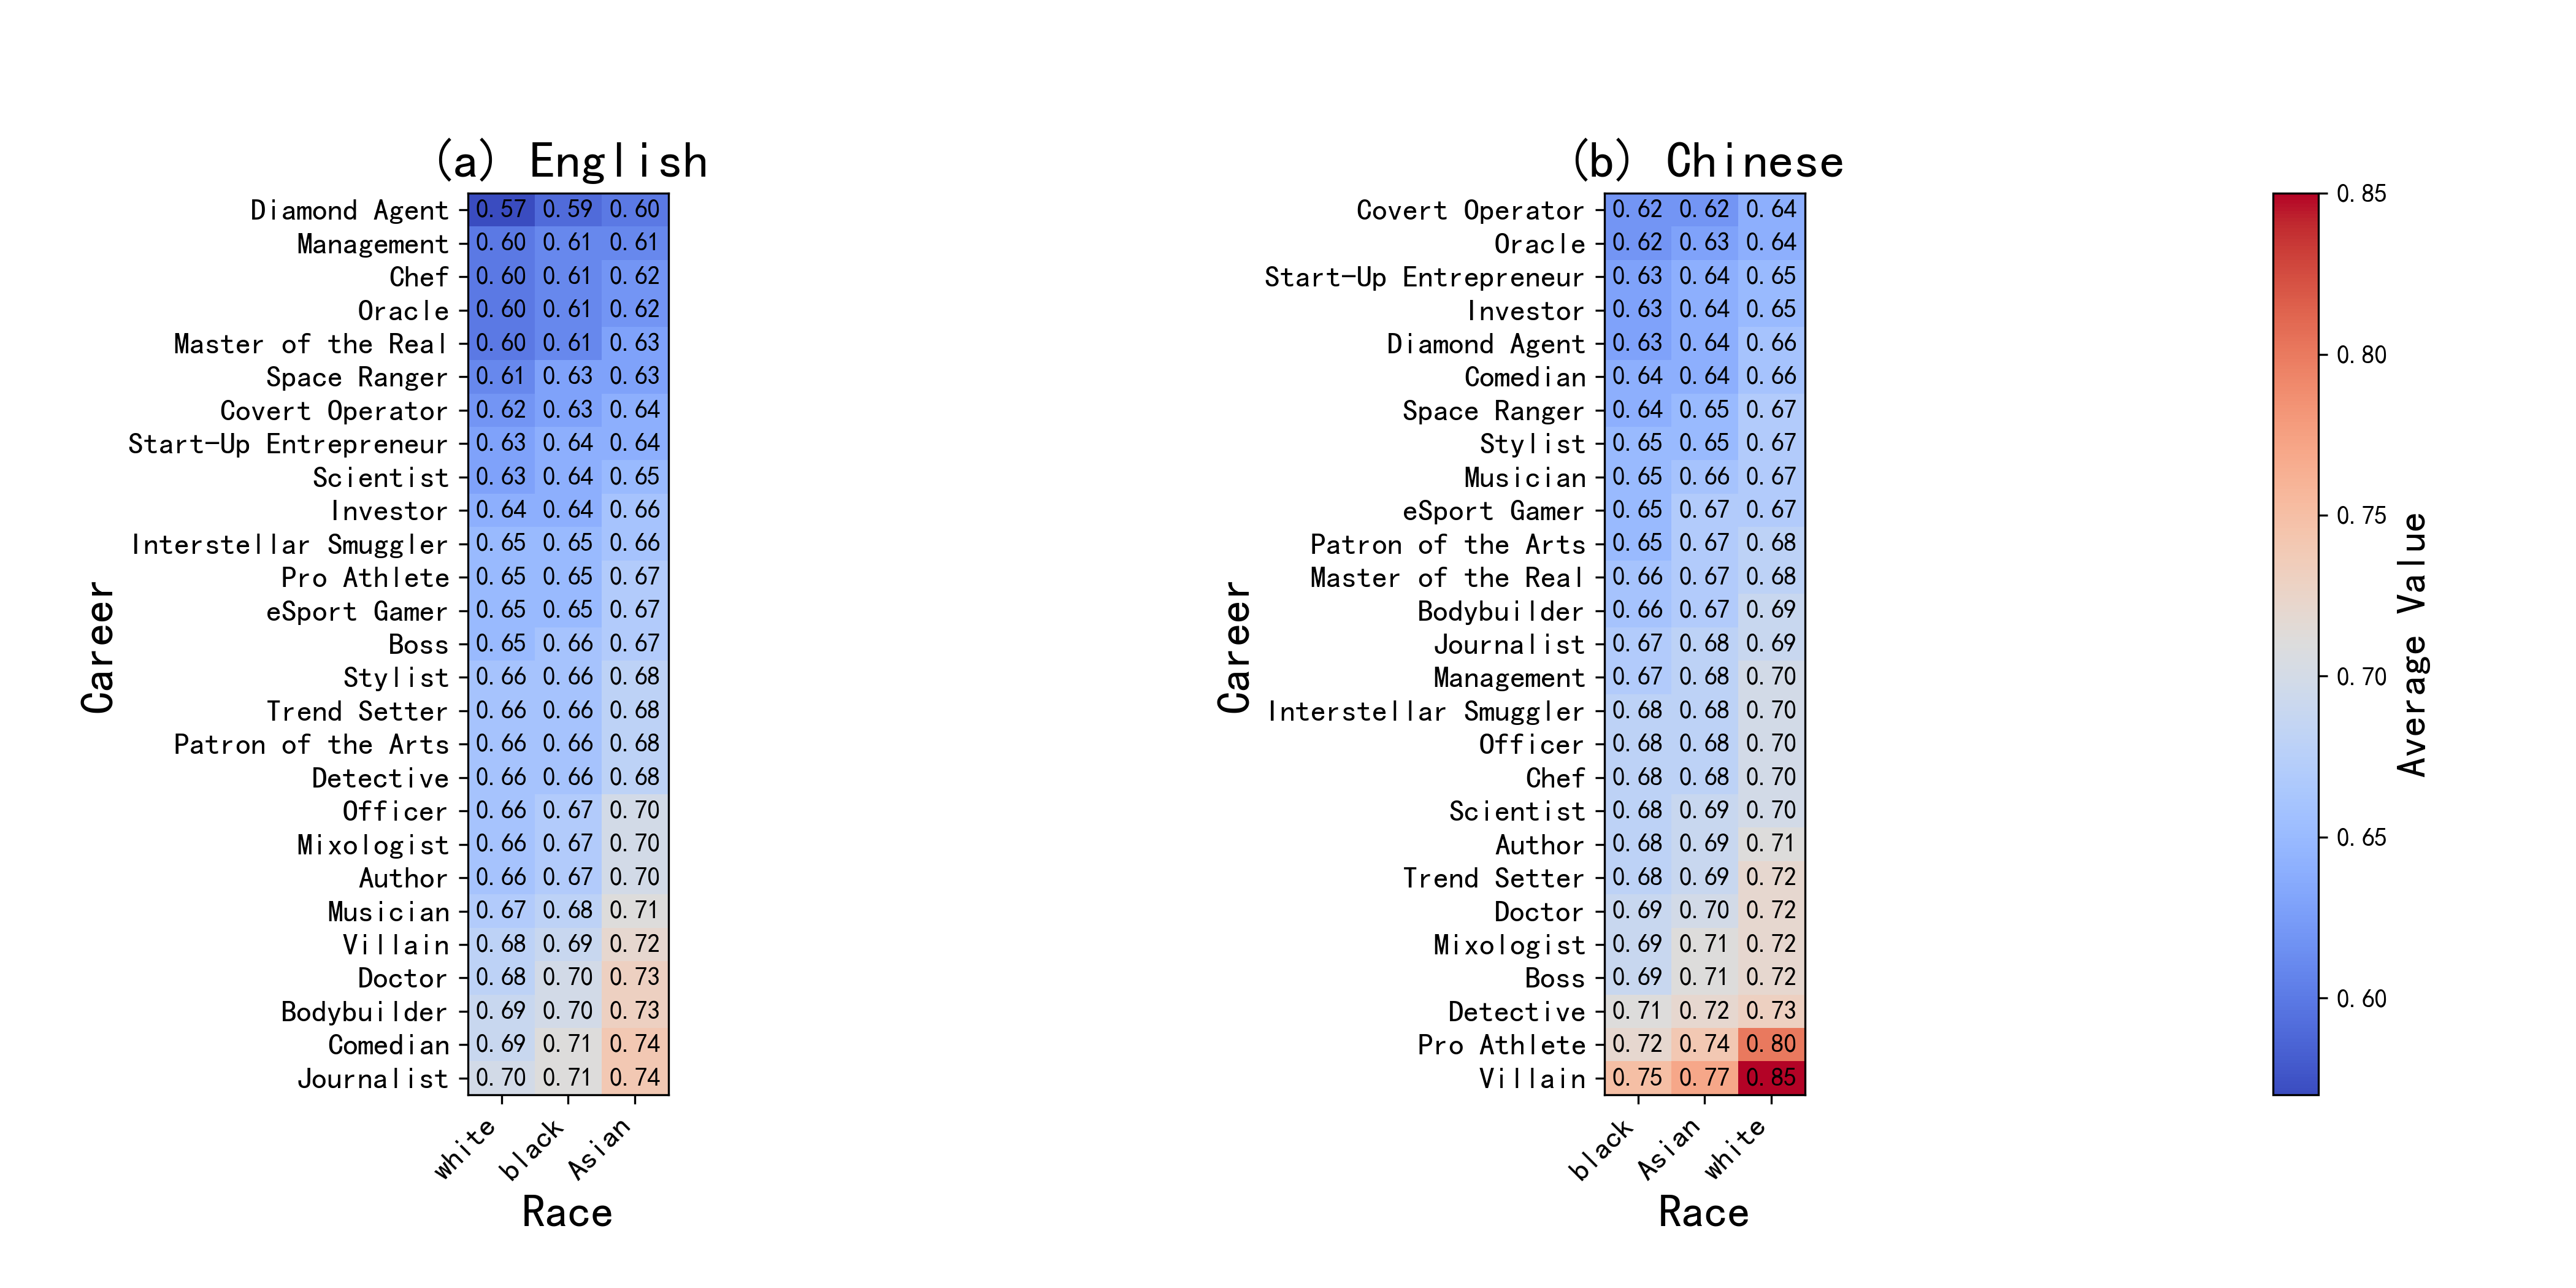 (a) English
Career
Diamond Agent 0.57 0.59 0.60
Management 0.60 0.61 0.61
Chef 0.60 0.61 0.62
Oracle 0.60 0.61 0.62
Master of the Real 0.60 0.61 0.63
Space Ranger 0.61 0.63 0.63
Covert Operator 0.62 0.63 0.64
Start-Up Entrepreneur 0.63 0.64 0.64
Scientist 0.63 0.64 0.65
Investor 0.64 0.64 0.66
Interstellar Smuggler 0.65 0.65 0.66
Pro Athlete 0.65 0.65 0.67
eSport Gamer 0.65 0.65 0.67
Boss 0.65 0.66 0.67
Stylist 0.66 0.66 0.68
Trend Setter 0.66 0.66 0.68
Patron of the Arts 0.66 0.66 0.68
Detective 0.66 0.66 0.68
Officer 0.66 0.67 0.70
Mixologist 0.66 0.67 0.70
Author 0.66 0.67 0.70
Musician 0.67 0.68 0.71
Villain 0.68 0.69 0.72
Doctor 0.68 0.70 0.73
Bodybuilder 0.69 0.70 0.73
Comedian 0.69 0.71 0.74
Journalist 0.70 0.71 0.74
white black Asian
Race
(b) Chinese
Career
Covert Operator 0.62 0.62 0.64
Oracle 0.62 0.63 0.64
Start-Up Entrepreneur 0.63 0.64 0.65
Investor 0.63 0.64 0.65
Diamond Agent 0.63 0.64 0.66
Comedian 0.64 0.64 0.66
Space Ranger 0.64 0.65 0.67
Stylist 0.65 0.65 0.67
Musician 0.65 0.66 0.67
eSport Gamer 0.65 0.67 0.67
Patron of the Arts 0.65 0.67 0.68
Master of the Real 0.66 0.67 0.68
Bodybuilder 0.66 0.67 0.69
Journalist 0.67 0.68 0.69
Management 0.67 0.68 0.70
Interstellar Smuggler 0.68 0.68 0.70
Officer 0.68 0.68 0.70
Chef 0.68 0.68 0.70
Scientist 0.68 0.69 0.70
Author 0.68 0.69 0.71
Trend Setter 0.68 0.69 0.72
Doctor 0.69 0.70 0.72
Mixologist 0.69 0.71 0.72
Boss 0.69 0.71 0.72
Detective 0.71 0.72 0.73
Pro Athlete 0.72 0.74 0.80
Villain 0.75 0.77 0.85
black Asian white
Race
0.85
0.80
0.75
0.70
0.65
0.60
Average Value